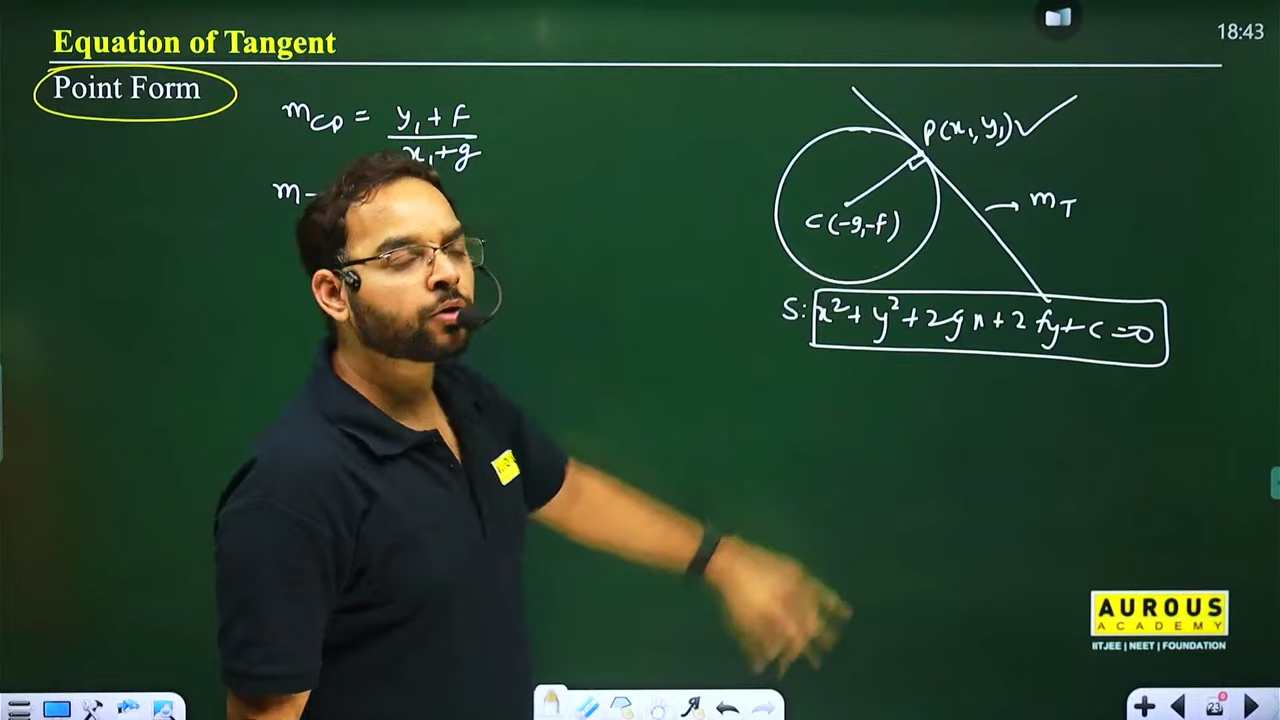 18:43
Equation of Tangent
Point Form
m_CP = (y₁ + f)/(x₁ + g)
m
P(x₁, y₁) ✓
→ m_T
C(-g,-f)
S: x² + y² + 2gx + 2fy + c = 0
AUROUS
ACADEMY
IITJEE | NEET | FOUNDATION
23